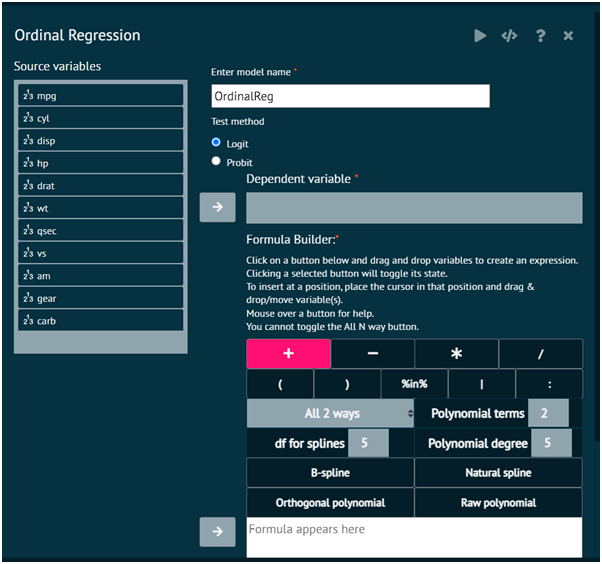 Ordinal Regression
Source variables
mpg
cyl
disp
hp
drat
wt
qsec
vs
am
gear
carb
Enter model name *
OrdinalReg
Test method
Logit
Probit
Dependent variable *
Formula Builder:*
Click on a button below and drag and drop variables to create an expression.
Clicking a selected button will toggle its state.
To insert at a position, place the cursor in that position and drag &
drop/move variable(s).
Mouse over a button for help.
You cannot toggle the All N way button.
+ − * /
( ) %in% | :
All 2 ways Polynomial terms 2
df for splines 5 Polynomial degree 5
B-spline Natural spline
Orthogonal polynomial Raw polynomial
Formula appears here